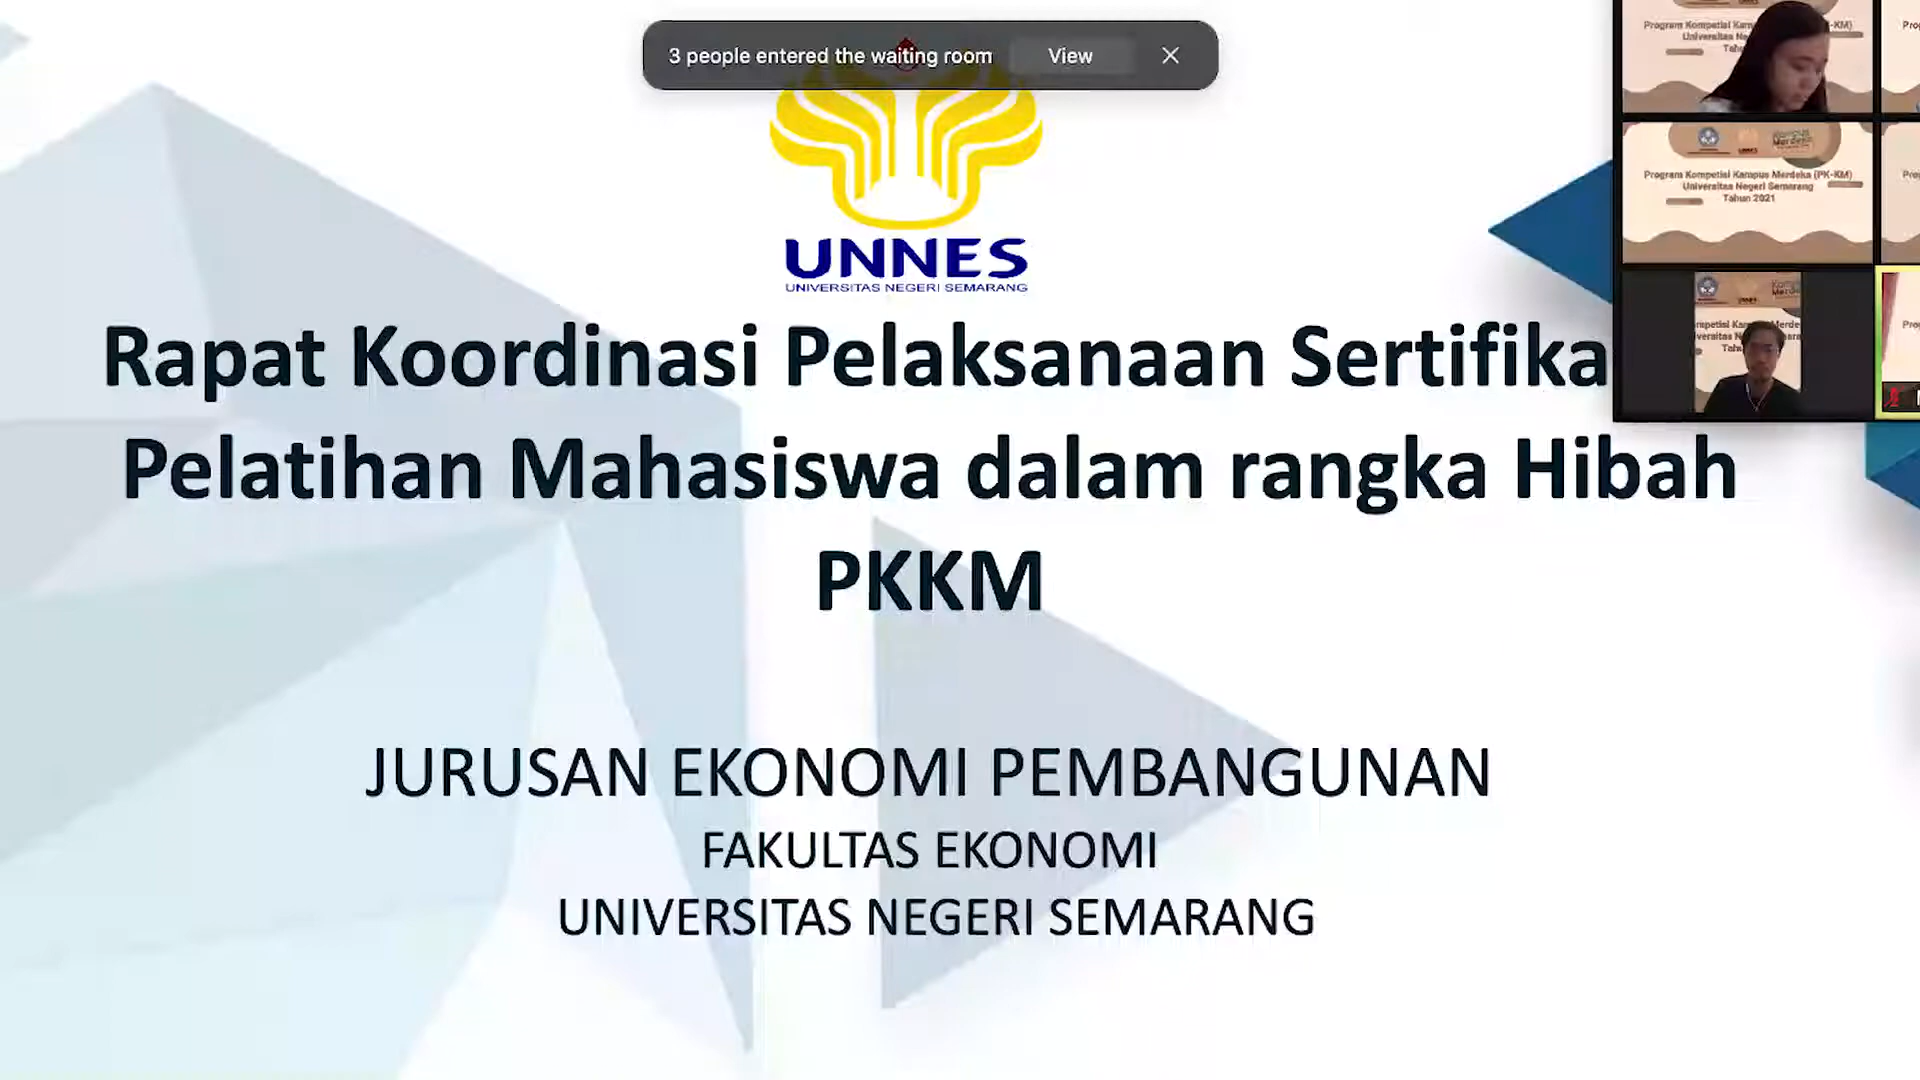 3 people entered the waiting room
View
UNNES
UNIVERSITAS NEGERI SEMARANG
Rapat Koordinasi Pelaksanaan Sertifika
Pelatihan Mahasiswa dalam rangka Hibah
PKKM
JURUSAN EKONOMI PEMBANGUNAN
FAKULTAS EKONOMI
UNIVERSITAS NEGERI SEMARANG
Program Kompetisi Kampus Merdeka (PK-KM)
Universitas Negeri Semarang
Tahun 2021